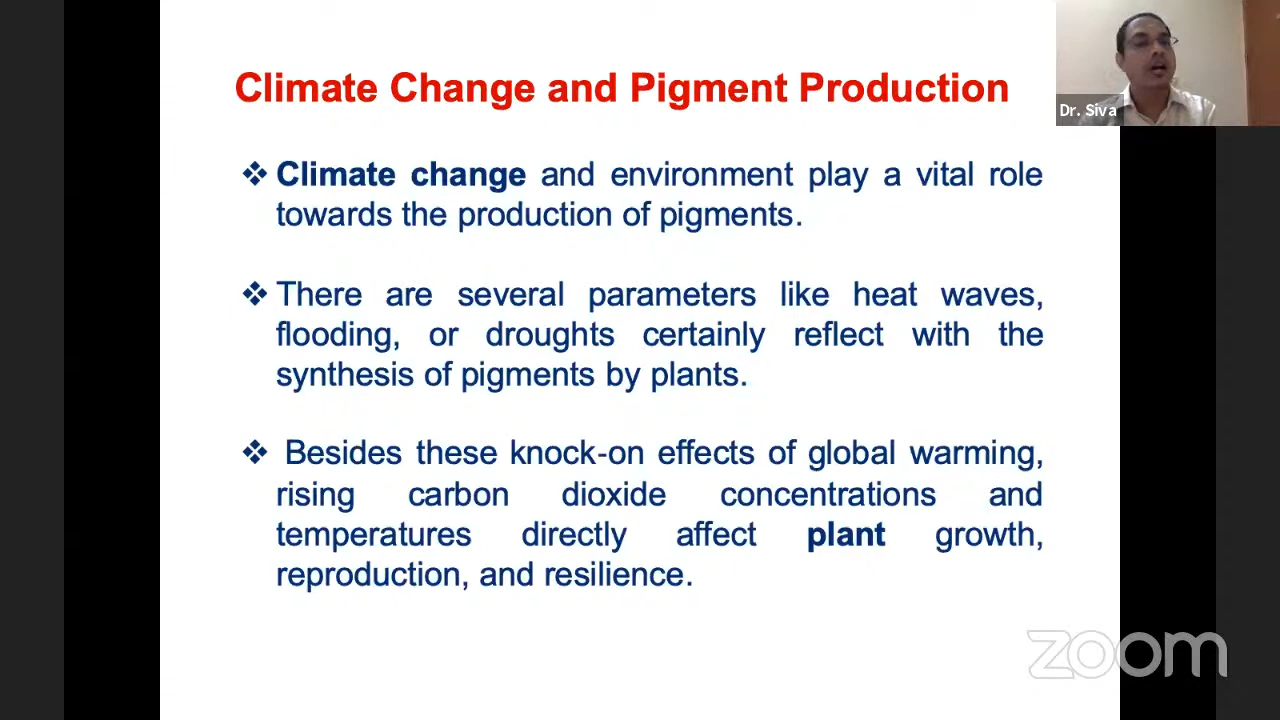 Climate Change and Pigment Production
Dr. Siva
❖ Climate change and environment play a vital role
towards the production of pigments.
❖ There are several parameters like heat waves,
flooding, or droughts certainly reflect with the
synthesis of pigments by plants.
❖ Besides these knock-on effects of global warming,
rising carbon dioxide concentrations and
temperatures directly affect plant growth,
reproduction, and resilience.
zoom